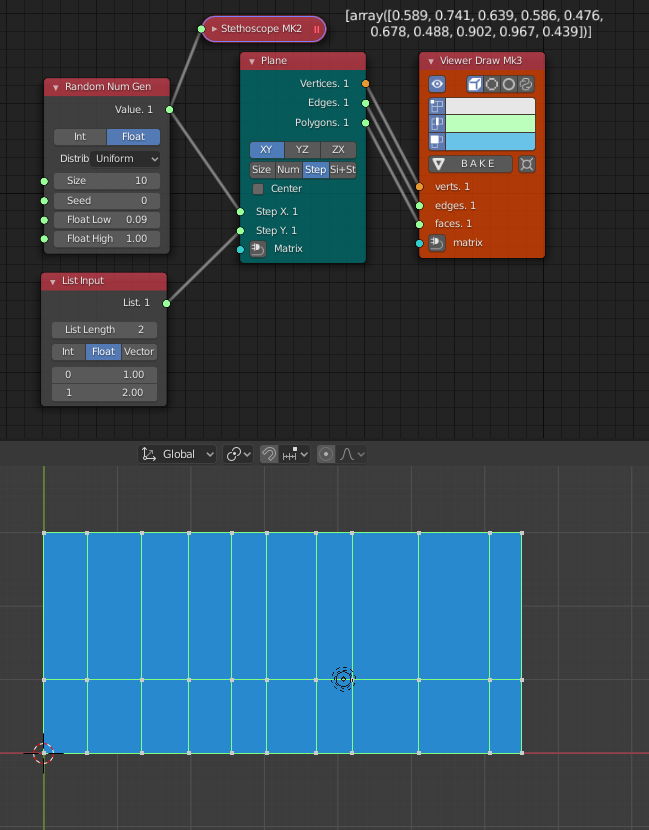 Stethoscope MK2
[array([0.589, 0.741, 0.639, 0.586, 0.476,
0.678, 0.488, 0.902, 0.967, 0.439])]
Random Num Gen
Value. 1
Int Float
Distrib Uniform
Size 10
Seed 0
Float Low 0.09
Float High 1.00
List Input
List. 1
List Length 2
Int Float Vector
0 1.00
1 2.00
Plane
Vertices. 1
Edges. 1
Polygons. 1
XY YZ ZX
Size Num Step Si+St
Center
Step X. 1
Step Y. 1
Matrix
Viewer Draw Mk3
B A K E
verts. 1
edges. 1
faces. 1
matrix
Global